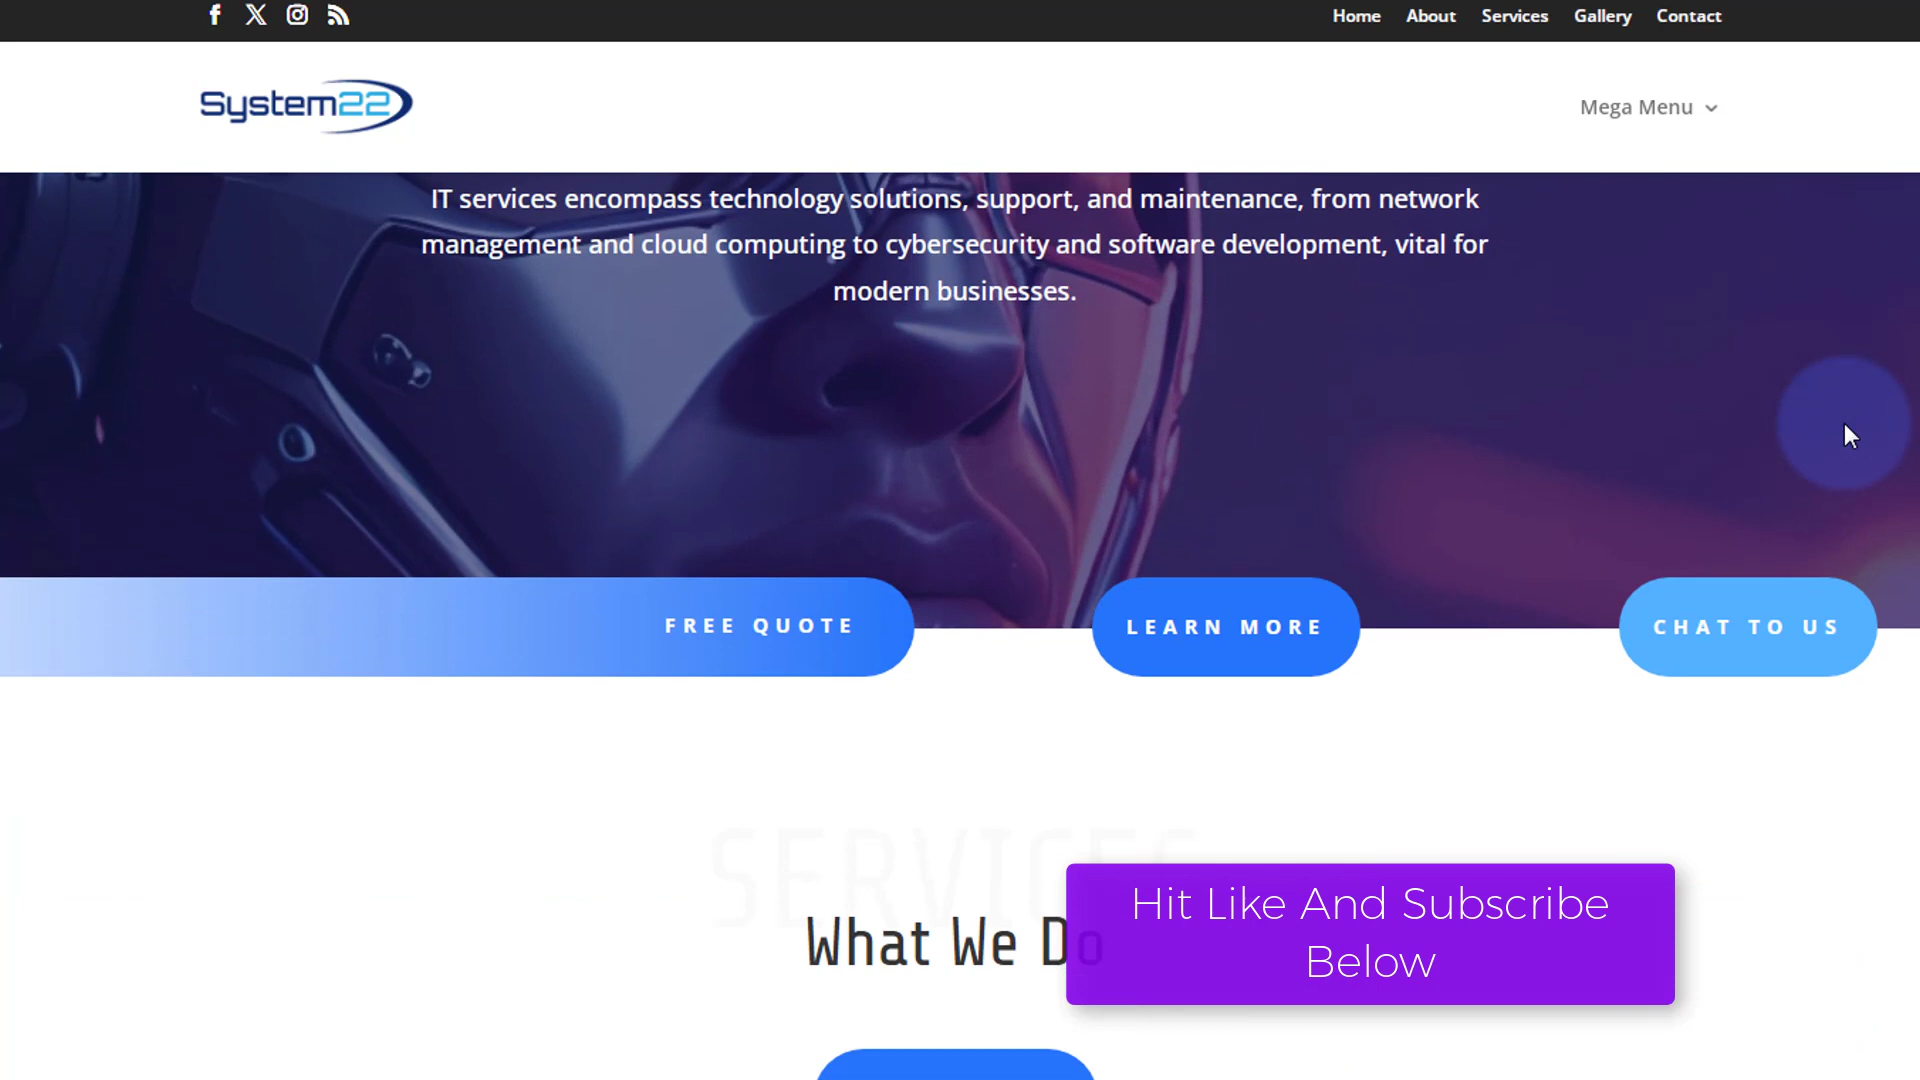 Home About Services Gallery Contact
System22
Mega Menu
IT services encompass technology solutions, support, and maintenance, from network
management and cloud computing to cybersecurity and software development, vital for
modern businesses.
FREE QUOTE
LEARN MORE
CHAT TO US
SERVICES
What We Do
Hit Like And Subscribe
Below